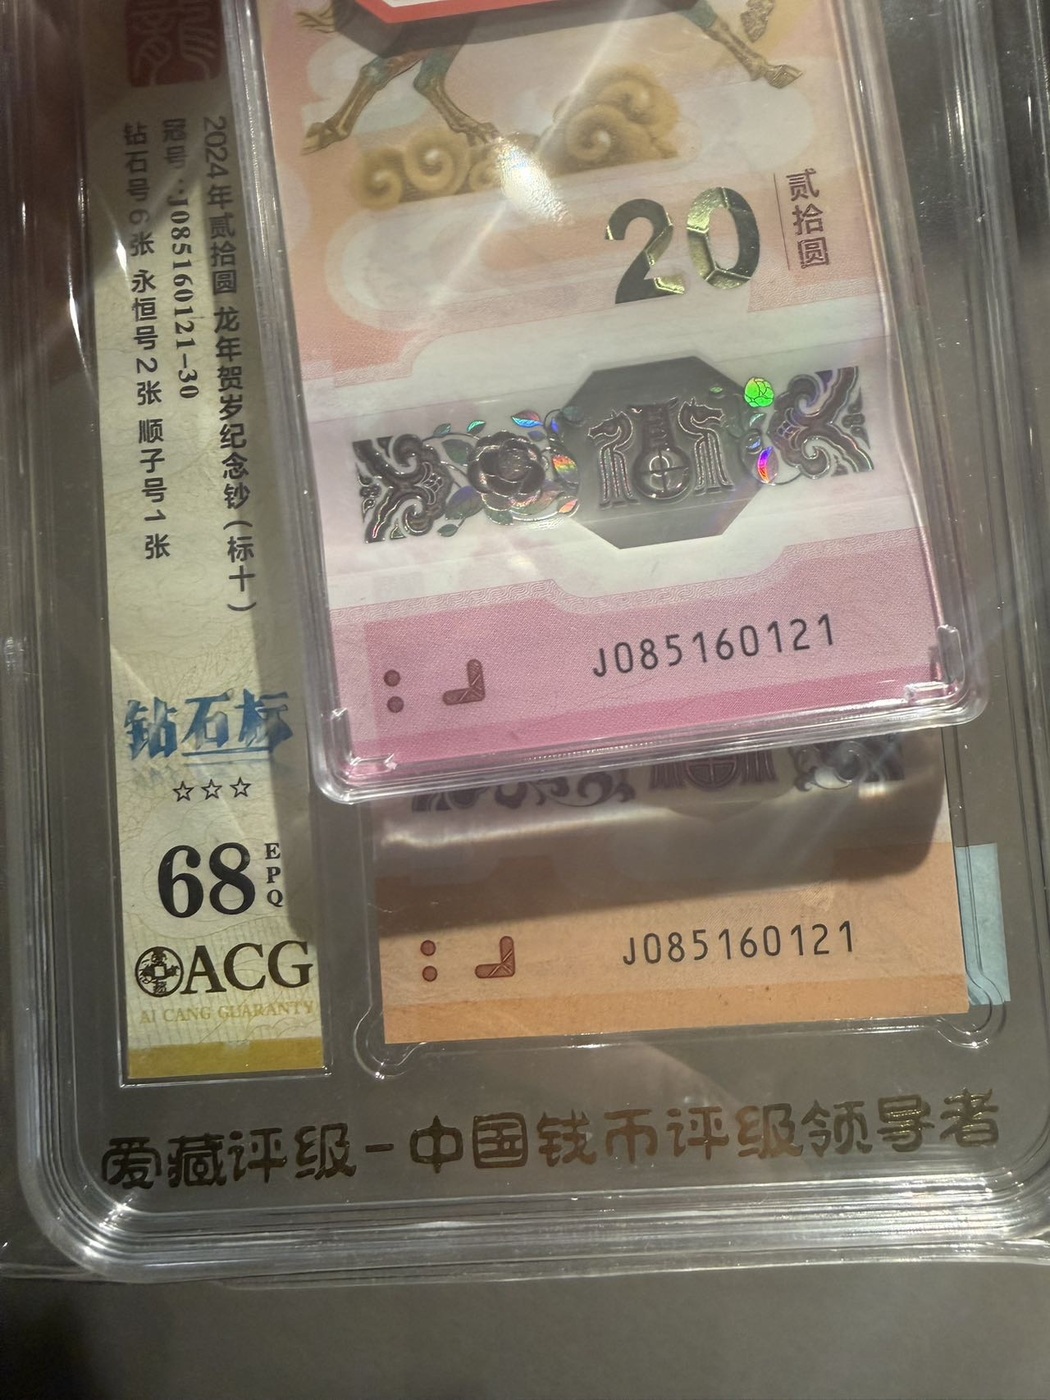 2024年贰拾圆 龙年贺岁纪念钞(标十)
冠号:J085160121-30
钻石号6张 永恒号2张 顺子号1张
钻石标
☆☆☆
68
EPQ
ACG
AI CANG GUARANTY
20
贰拾圆
J085160121
J085160121
爱藏评级-中国钱币评级领导者